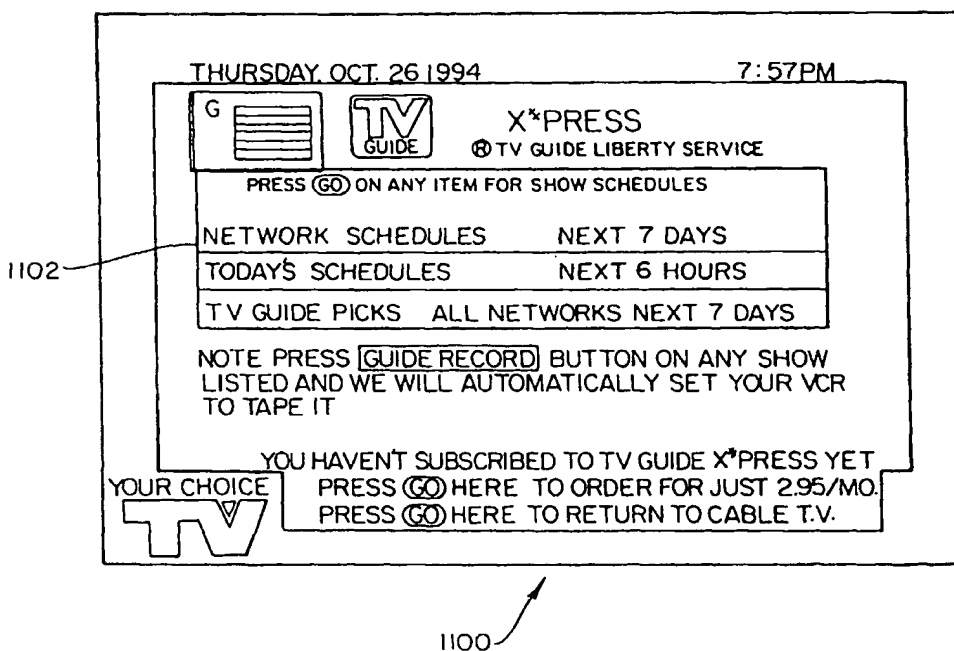 THURSDAY. OCT. 26 1994 7:57PM
G
TV
GUIDE
X*PRESS
® TV GUIDE LIBERTY SERVICE
PRESS GO ON ANY ITEM FOR SHOW SCHEDULES
NETWORK SCHEDULES NEXT 7 DAYS
1102
TODAY'S SCHEDULES NEXT 6 HOURS
TV GUIDE PICKS ALL NETWORKS NEXT 7 DAYS
NOTE PRESS GUIDE RECORD BUTTON ON ANY SHOW
LISTED AND WE WILL AUTOMATICALLY SET YOUR VCR
TO TAPE IT
YOU HAVEN'T SUBSCRIBED TO TV GUIDE X*PRESS YET
YOUR CHOICE
TV
PRESS GO HERE TO ORDER FOR JUST 2.95/MO.
PRESS GO HERE TO RETURN TO CABLE T.V.
1100